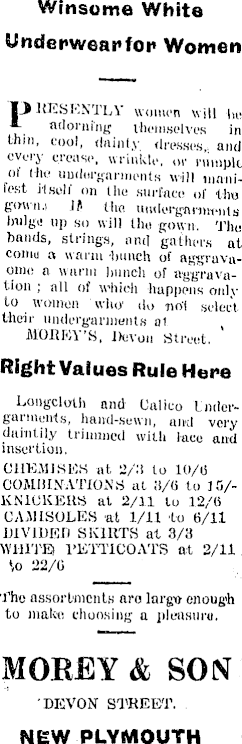 Winsome White
Underwear for Women
PRESENTLY women will be
adorning themselves in
thin, cool, dainty dresses, and
every crease, wrinkle, or rumple
of the undergarments will mani-
fest itself on the surface of the
gown. If the undergarments
bulge up so will the gown. The
bands, strings, and gathers at
come a warm bunch of aggrava-
ome a warm bunch of aggrava-
tion; all of which happens only
to women who do not select
their undergarments at
MOREY'S, Devon Street.
Right Values Rule Here
Longcloth and Calico Under-
garments, hand-sewn, and very
daintily trimmed with lace and
insertion.
CHEMISES at 2/3 to 10/6
COMBINATIONS at 3/6 to 15/-
KNICKERS at 2/11 to 12/6
CAMISOLES at 1/11 to 6/11
DIVIDED SKIRTS at 3/3
WHITE PETTICOATS at 2/11
to 22/6
The assortments are large enough
to make choosing a pleasure.
MOREY & SON
DEVON STREET.
NEW PLYMOUTH